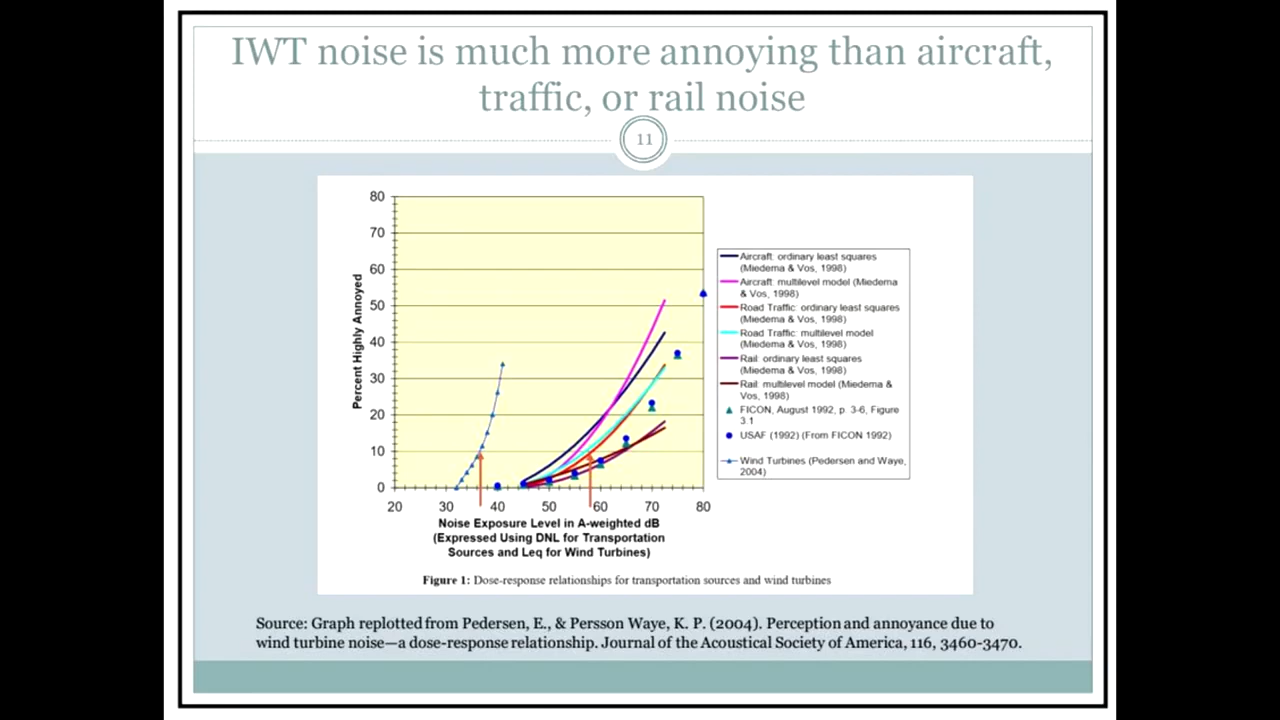 IWT noise is much more annoying than aircraft,
traffic, or rail noise
11
80
70
60
50
40
30
20
10
0
20 30 40 50 60 70 80
Percent Highly Annoyed
Noise Exposure Level in A-weighted dB
(Expressed Using DNL for Transportation
Sources and Leq for Wind Turbines)
Aircraft: ordinary least squares
(Miedema & Vos, 1998)
Aircraft: multilevel model (Miedema
& Vos, 1998)
Road Traffic: ordinary least squares
(Miedema & Vos, 1998)
Road Traffic: multilevel model
(Miedema & Vos, 1998)
Rail: ordinary least squares
(Miedema & Vos, 1998)
Rail: multilevel model (Miedema &
Vos, 1998)
FICON, August 1992, p. 3-6, Figure
3.1
USAF (1992) (From FICON 1992)
Wind Turbines (Pedersen and Waye,
2004)
Figure 1: Dose-response relationships for transportation sources and wind turbines
Source: Graph replotted from Pedersen, E., & Persson Waye, K. P. (2004). Perception and annoyance due to
wind turbine noise—a dose-response relationship. Journal of the Acoustical Society of America, 116, 3460-3470.